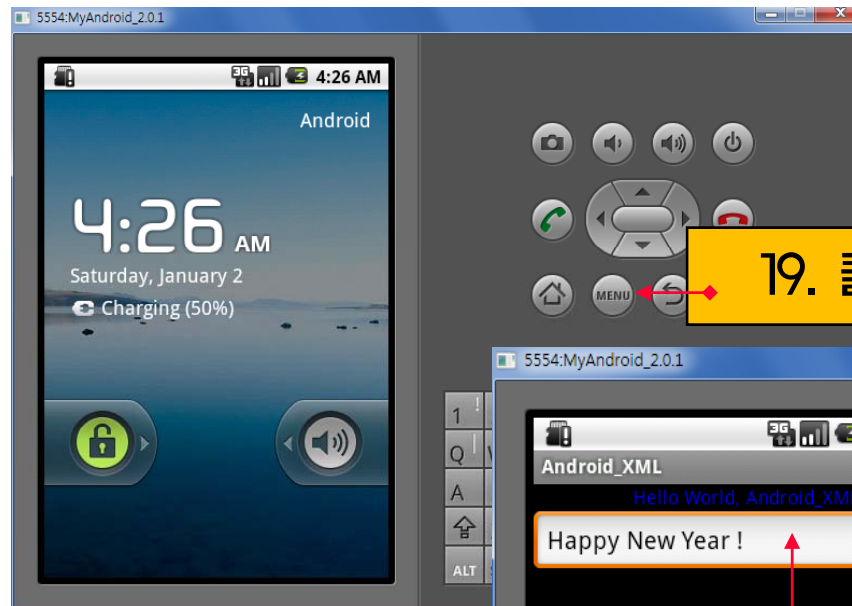 5554:MyAndroid_2.0.1
4:26 AM
Android
4:26 AM
Saturday, January 2
Charging (50%)
MENU
19.
5554:MyAndroid_2.0.1
1 !
Q
A
ALT
Android_XML
Hello World, Android_XM
Happy New Year !